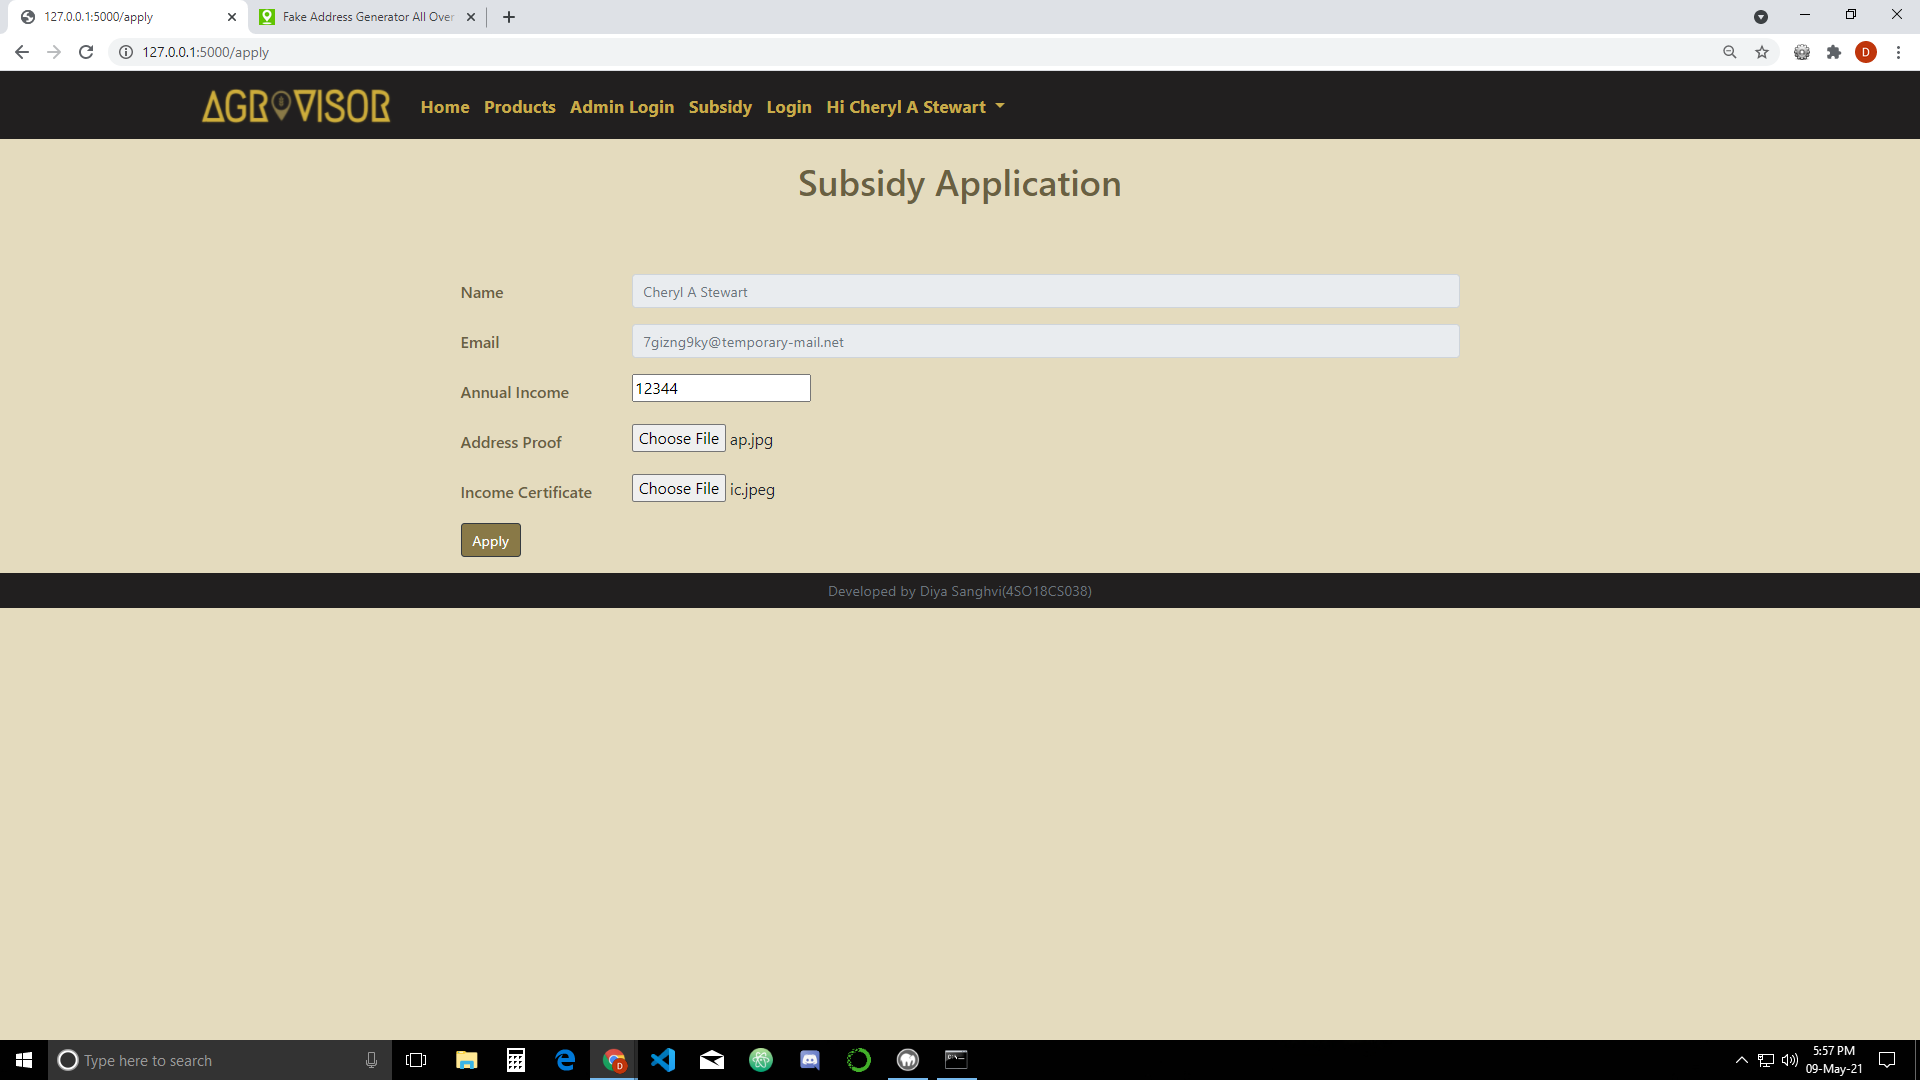 127.0.0.1:5000/apply
Fake Address Generator All Over
127.0.0.1:5000/apply
D
AGROVISOR
Home Products Admin Login Subsidy Login Hi Cheryl A Stewart
Subsidy Application
Name Cheryl A Stewart
Email 7gizng9ky@temporary-mail.net
Annual Income 12344
Address Proof Choose File ap.jpg
Income Certificate Choose File ic.jpeg
Apply
Developed by Diya Sanghvi(4SO18CS038)
Type here to search
D
5:57 PM
09-May-21